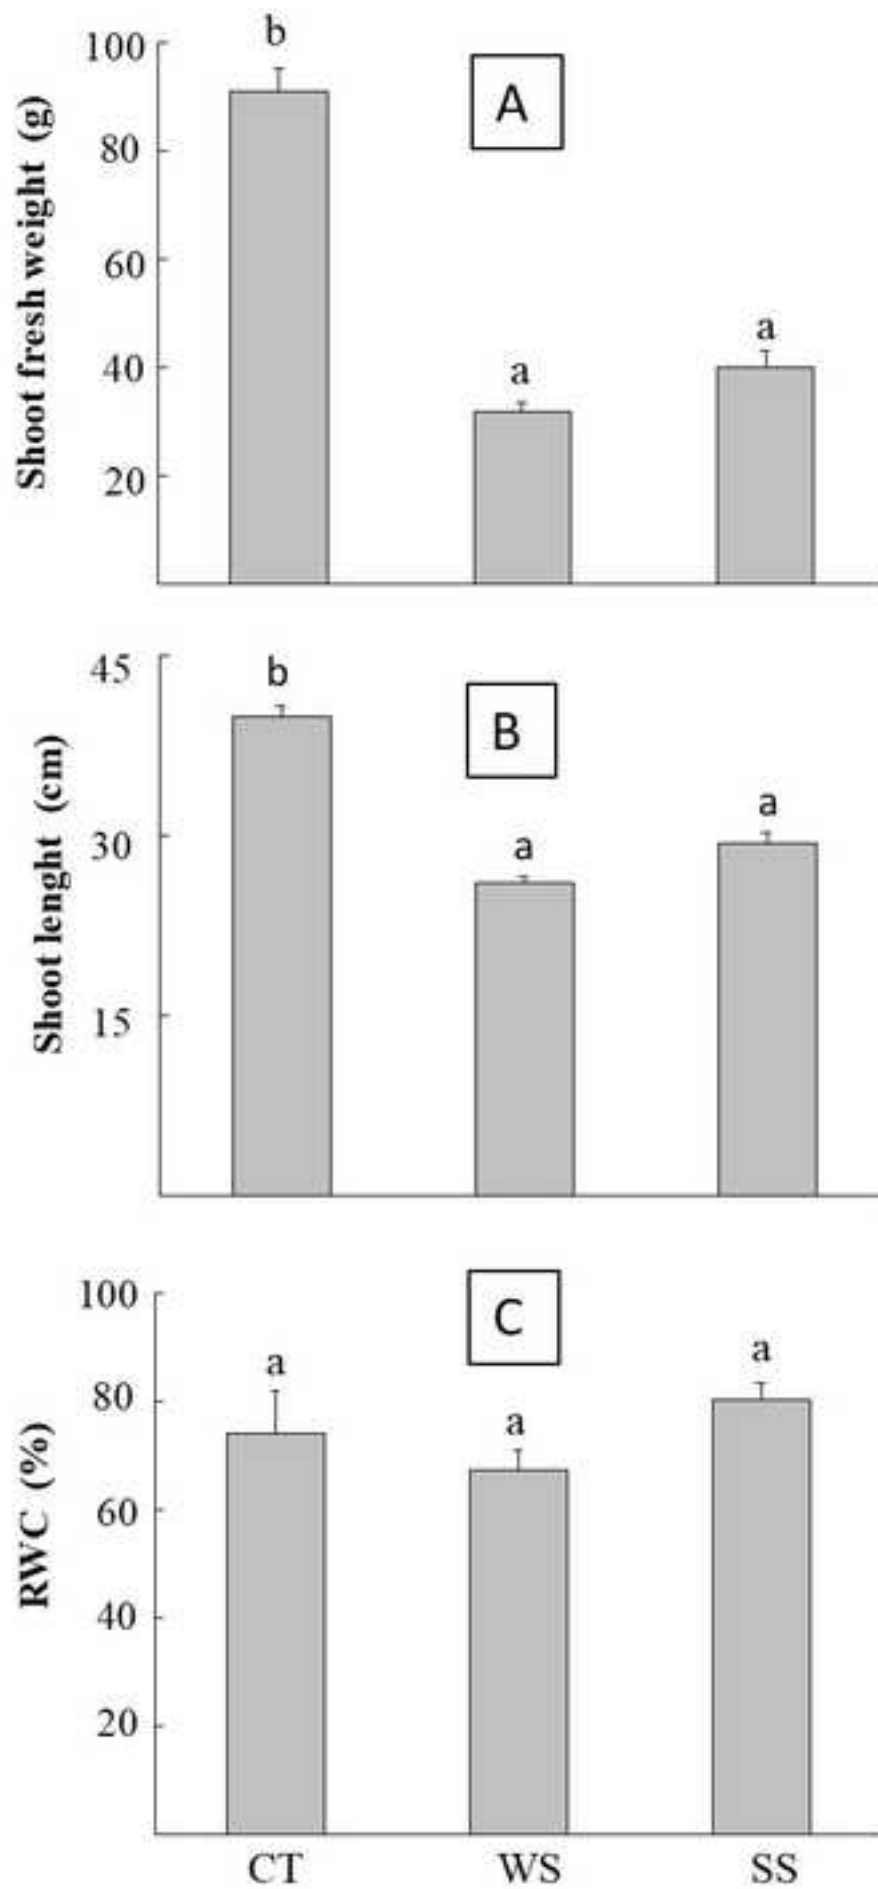 Shoot fresh weight (g)
100
80
60
40
20
b
a
a
A
Shoot lenght (cm)
45
30
15
b
a
a
B
RWC (%)
100
80
60
40
20
a
a
a
C
CT WS SS